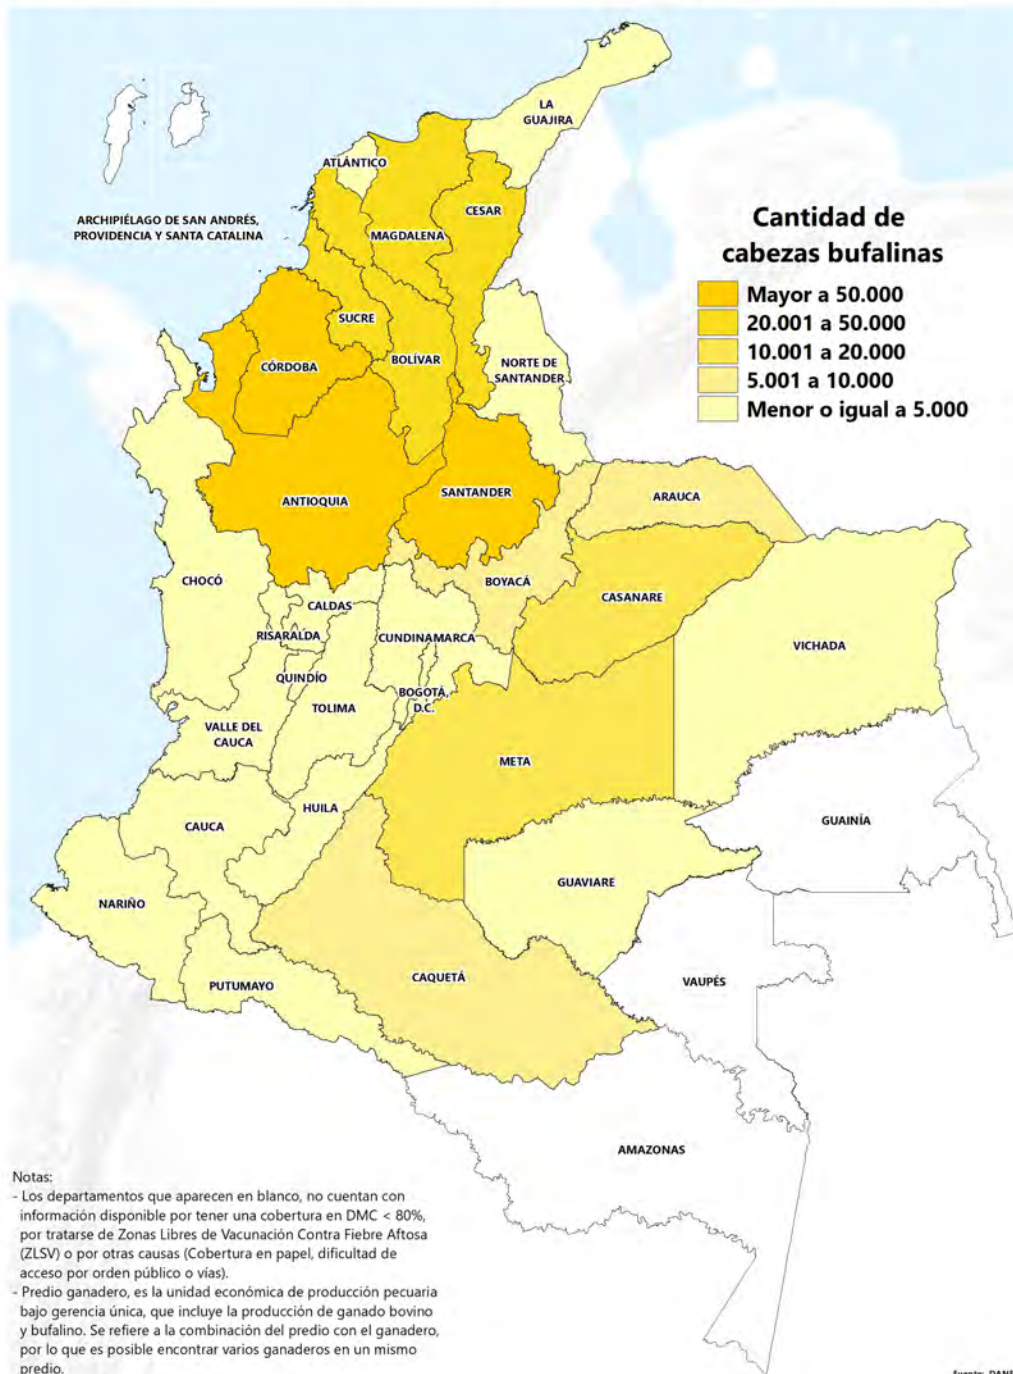 LA
GUAJIRA
ATLÁNTICO
CESAR
ARCHIPIÉLAGO DE SAN ANDRÉS,
PROVIDENCIA Y SANTA CATALINA
MAGDALENA
Cantidad de
cabezas bufalinas
Mayor a 50.000
20.001 a 50.000
10.001 a 20.000
5.001 a 10.000
Menor o igual a 5.000
SUCRE
BOLÍVAR
CÓRDOBA
NORTE DE
SANTANDER
ANTIOQUIA
SANTANDER
ARAUCA
CHOCÓ
BOYACÁ
CASANARE
CALDAS
RISARALDA
CUNDINAMARCA
VICHADA
QUINDÍO
BOGOTÁ,
D.C.
TOLIMA
VALLE DEL
CAUCA
META
HUILA
CAUCA
GUAINÍA
GUAVIARE
NARIÑO
CAQUETÁ
VAUPÉS
PUTUMAYO
AMAZONAS
Notas:
- Los departamentos que aparecen en blanco, no cuentan con
información disponible por tener una cobertura en DMC < 80%,
por tratarse de Zonas Libres de Vacunación Contra Fiebre Aftosa
(ZLSV) o por otras causas (Cobertura en papel, dificultad de
acceso por orden público o vías).
- Predio ganadero, es la unidad económica de producción pecuaria
bajo gerencia única, que incluye la producción de ganado bovino
y bufalino. Se refiere a la combinación del predio con el ganadero,
por lo que es posible encontrar varios ganaderos en un mismo
predio.
Fuente: DANE